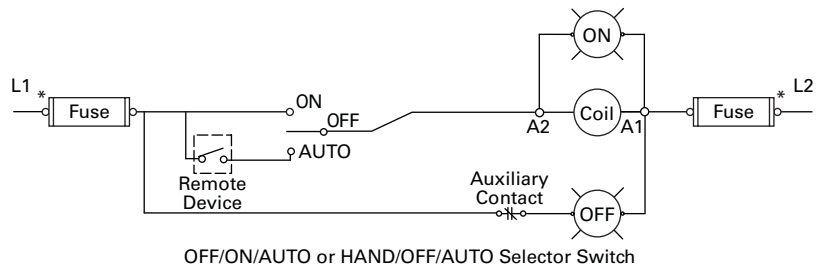 ON
L1 * Fuse ON OFF AUTO A2 Coil A1 Fuse * L2
Remote
Device
Auxiliary
Contact
OFF
OFF/ON/AUTO or HAND/OFF/AUTO Selector Switch